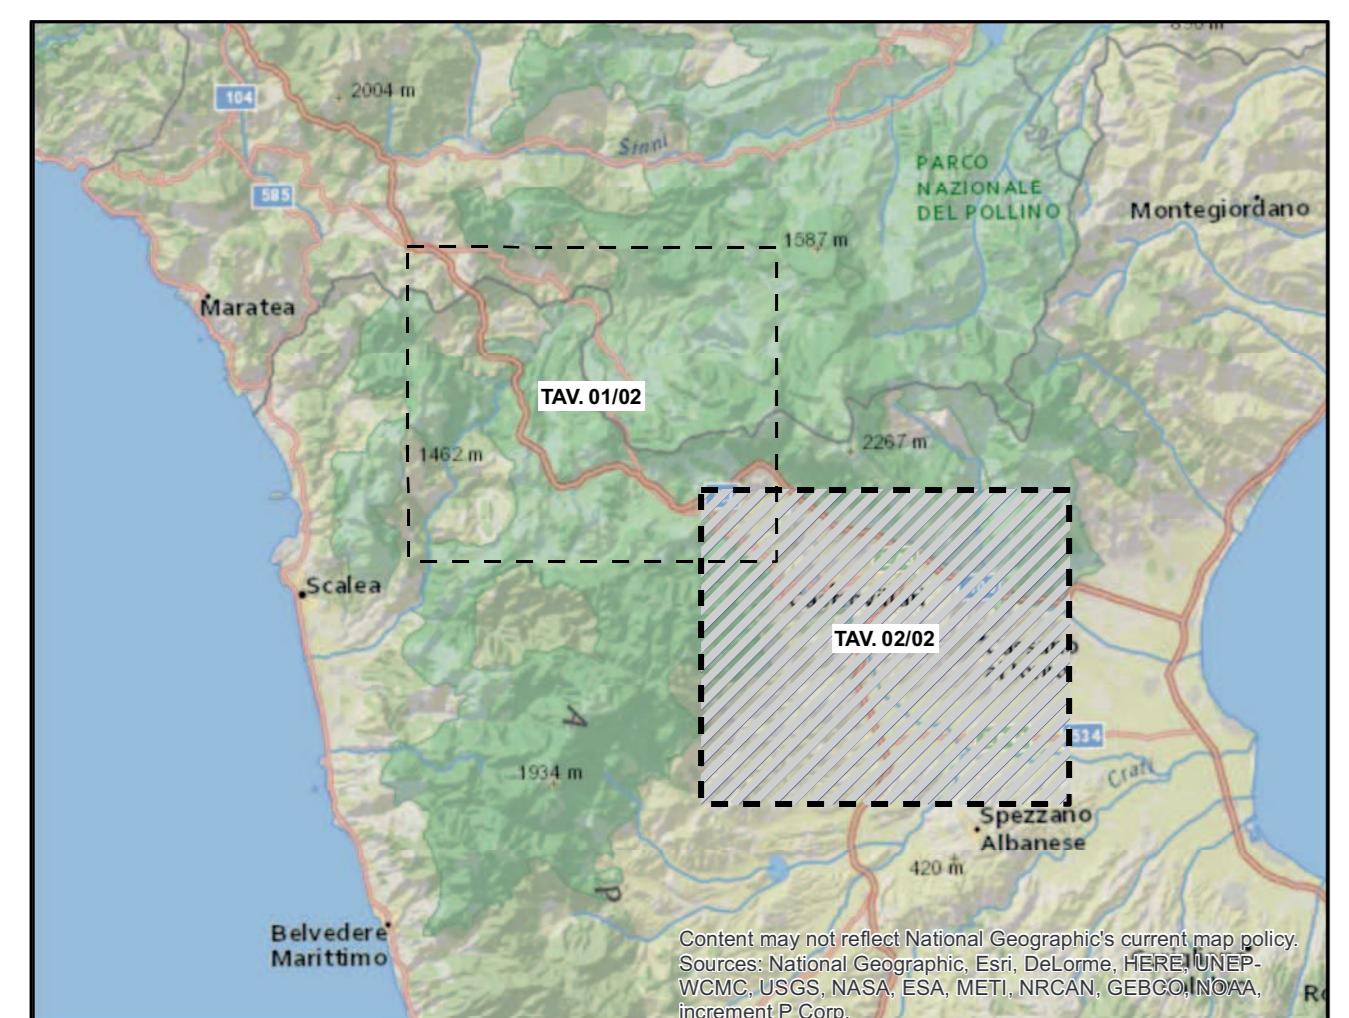 890 m
104
2004 m
Sinni
PARCO
NAZIONALE
DEL POLLINO
585
Montegiordano
1587 m
Maratea
TAV. 01/02
2267 m
1462 m
Scalea
TAV. 02/02
534
A
Crati
1934 m
Spezzano
Albanese
420 m
P
Belvedere
Marittimo
Content may not reflect National Geographic's current map policy.
Sources: National Geographic, Esri, DeLorme, HERE, UNEP-
WCMC, USGS, NASA, ESA, METI, NRCAN, GEBCO, NOAA,
increment P Corp.